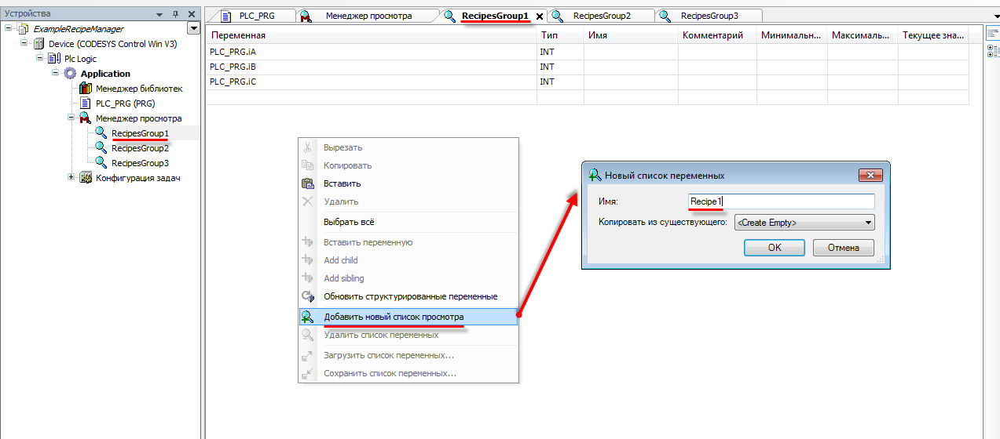 Устройства
ExampleRecipeManager
Device (CODESYS Control Win V3)
Plc Logic
Application
Менеджер библиотек
PLC_PRG (PRG)
Менеджер просмотра
RecipesGroup1
RecipesGroup2
RecipesGroup3
Конфигурация задач
PLC_PRG Менеджер просмотра RecipesGroup1 RecipesGroup2 RecipesGroup3
Переменная Тип Имя Комментарий Минимальн... Максималь... Текущее зна...
PLC_PRG.iA INT
PLC_PRG.iB INT
PLC_PRG.iC INT
Вырезать
Копировать
Вставить
Удалить
Выбрать всё
Вставить переменную
Add child
Add sibling
Обновить структурированные переменные
Добавить новый список просмотра
Удалить список переменных
Загрузить список переменных...
Сохранить список переменных...
Новый список переменных
Имя: Recipe1
Копировать из существующего: <Create Empty>
OK Отмена